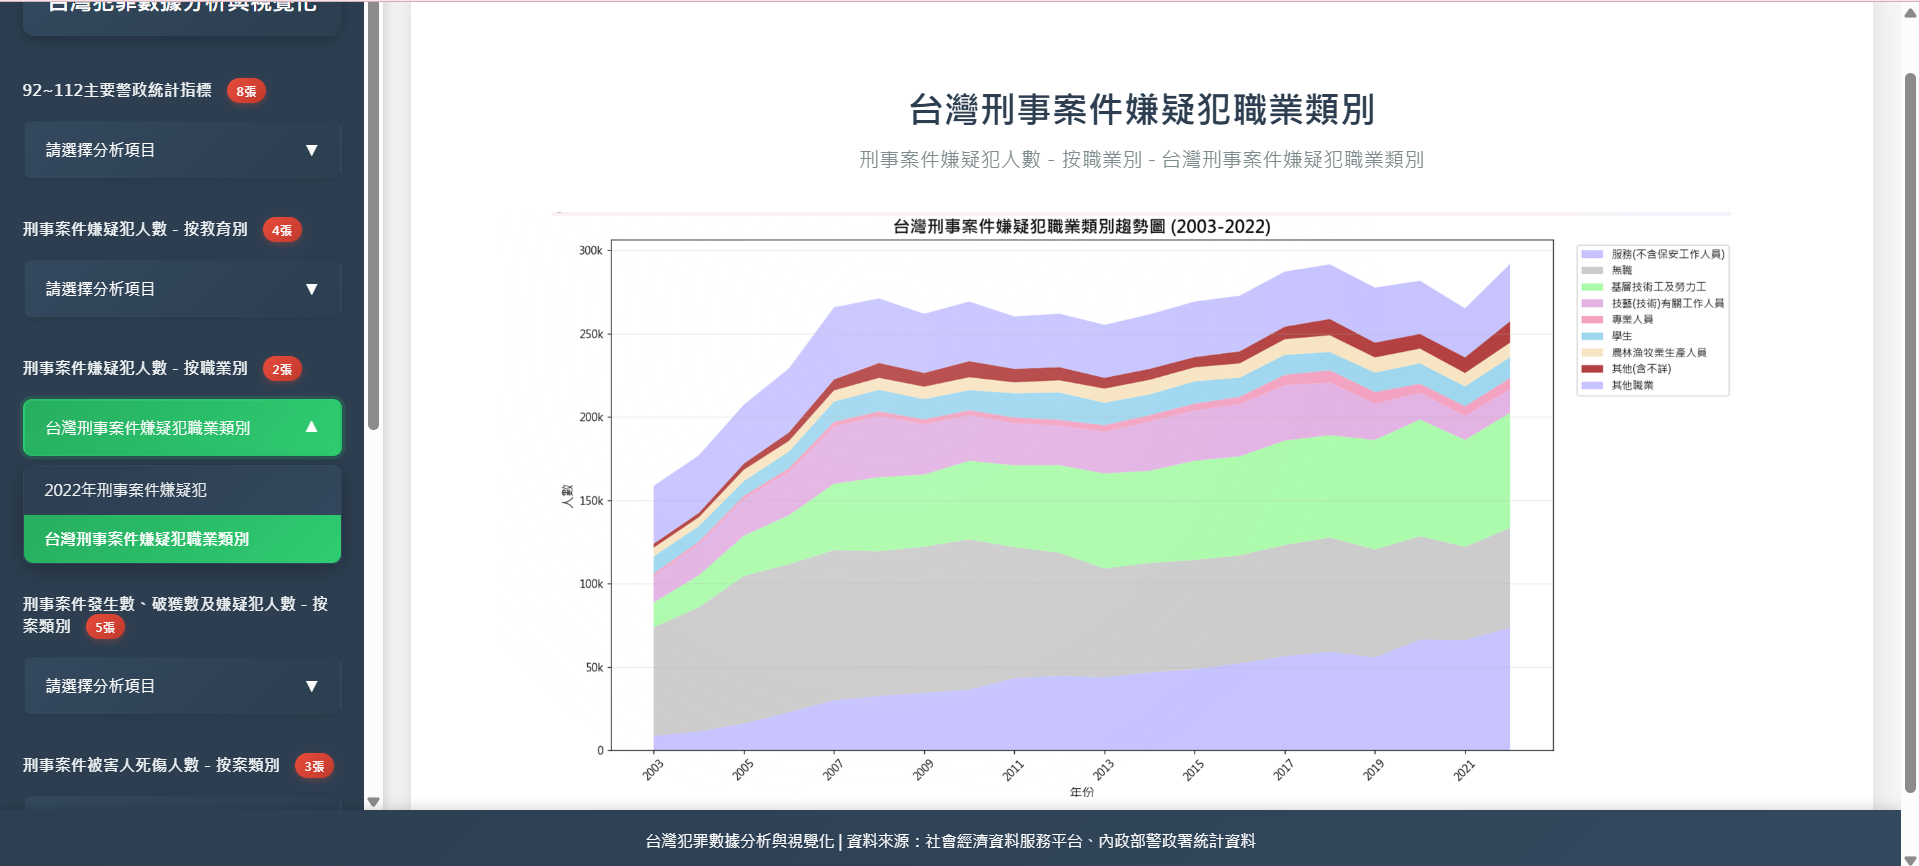 台灣犯罪數據分析與視覺化
92~112主要警政統計指標 8張
請選擇分析項目 ▼
刑事案件嫌疑犯人數 - 按教育別 4張
請選擇分析項目 ▼
刑事案件嫌疑犯人數 - 按職業別 2張
台灣刑事案件嫌疑犯職業類別 ▲
2022年刑事案件嫌疑犯
台灣刑事案件嫌疑犯職業類別
刑事案件發生數、破獲數及嫌疑犯人數 - 按
案類別 5張
請選擇分析項目 ▼
刑事案件被害人死傷人數 - 按案類別 3張
台灣刑事案件嫌疑犯職業類別
刑事案件嫌疑犯人數 - 按職業別 - 台灣刑事案件嫌疑犯職業類別
台灣刑事案件嫌疑犯職業類別趨勢圖 (2003-2022)
300k
250k
200k
150k
100k
50k
0
人數
2003
2005
2007
2009
2011
2013
2015
2017
2019
2021
年份
服務(不含保安工作人員)
無職
基層技術工及勞力工
技藝(技術)有關工作人員
專業人員
學生
農林漁牧業生產人員
其他(含不詳)
其他職業
台灣犯罪數據分析與視覺化 | 資料來源：社會經濟資料服務平台、內政部警政署統計資料